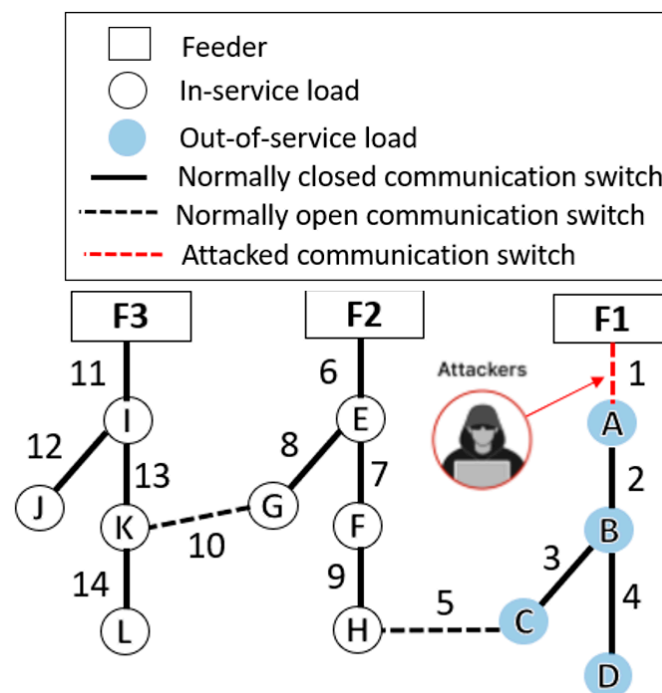 Feeder
In-service load
Out-of-service load
Normally closed communication switch
Normally open communication switch
Attacked communication switch
F3 F2 F1
11 6 Attackers 1
I E A
12 8 2
13 7
J G B
K F
10 3
14 9 5 4
L H C
D